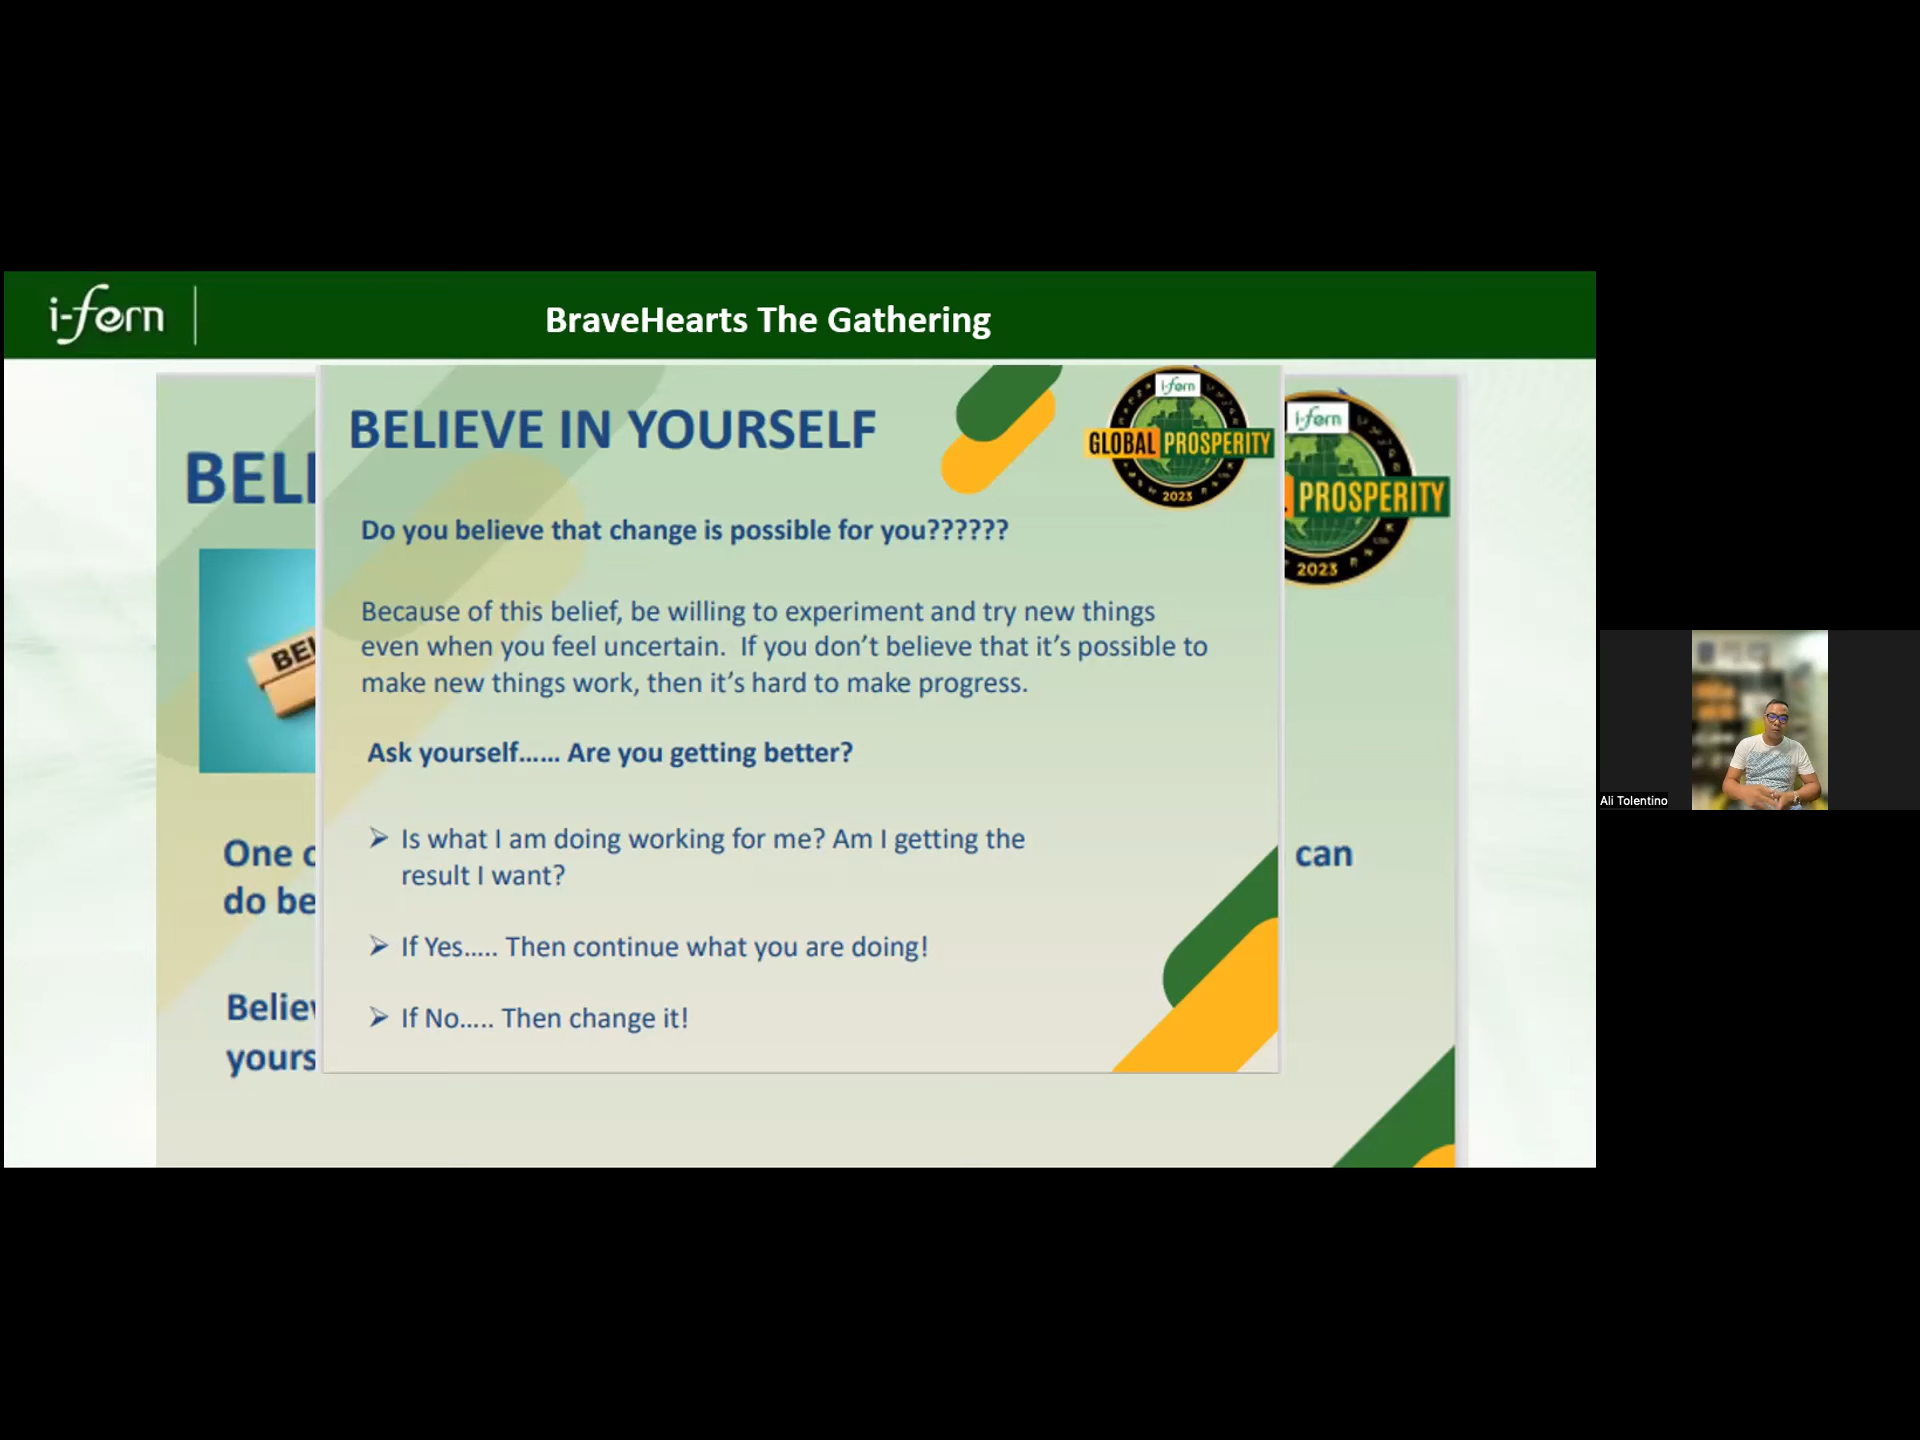 i-fern
BraveHearts The Gathering
BELIEVE IN YOURSELF
i-fern
GLOBAL PROSPERITY
2023
Do you believe that change is possible for you??????
Because of this belief, be willing to experiment and try new things
even when you feel uncertain.  If you don’t believe that it’s possible to
make new things work, then it’s hard to make progress.
Ask yourself...... Are you getting better?
➢ Is what I am doing working for me? Am I getting the
result I want?
➢ If Yes..... Then continue what you are doing!
➢ If No..... Then change it!
i-fern
PROSPERITY
2023
One
can
do
Ali Tolentino